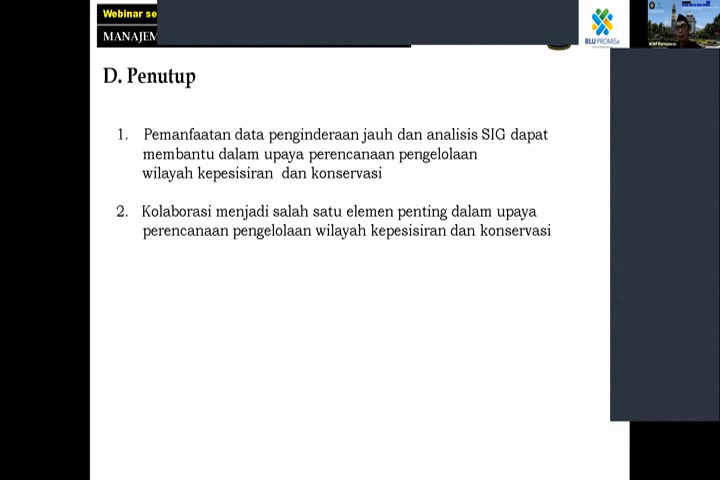 Webinar se
MANAJEM
BLU PROMISe
D. Penutup
1. Pemanfaatan data penginderaan jauh dan analisis SIG dapat
membantu dalam upaya perencanaan pengelolaan
wilayah kepesisiran dan konservasi
2. Kolaborasi menjadi salah satu elemen penting dalam upaya
perencanaan pengelolaan wilayah kepesisiran dan konservasi